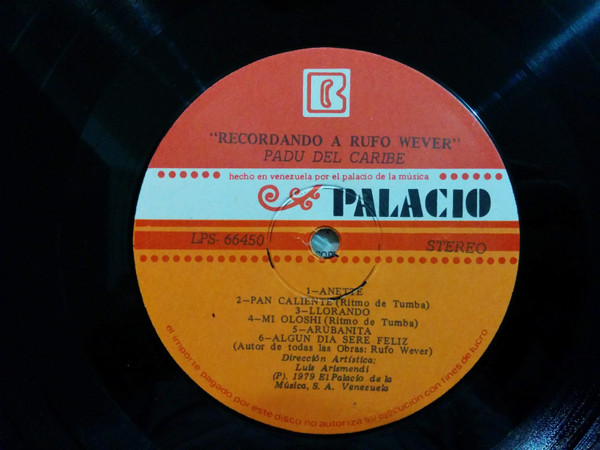 "RECORDANDO A RUFO WEVER"
PADU DEL CARIBE
hecho en venezuela por el palacio de la música
PALACIO
LPS-66450
STEREO
1-ANETTE
2-PAN CALIENTE (Ritmo de Tumba)
3-LLORANDO
4-MI OLOSHI (Ritmo de Tumba)
5-ARUBANITA
6-ALGUN DIA SERE FELIZ
(Autor de todas las Obras: Rufo Wever)
Dirección Artística:
Luis Arismendi
(P). 1979 El Palacio de la
Música, S. A. Venezuela
el importe pagado por este disco no autoriza su ejecucion con fines de lucro